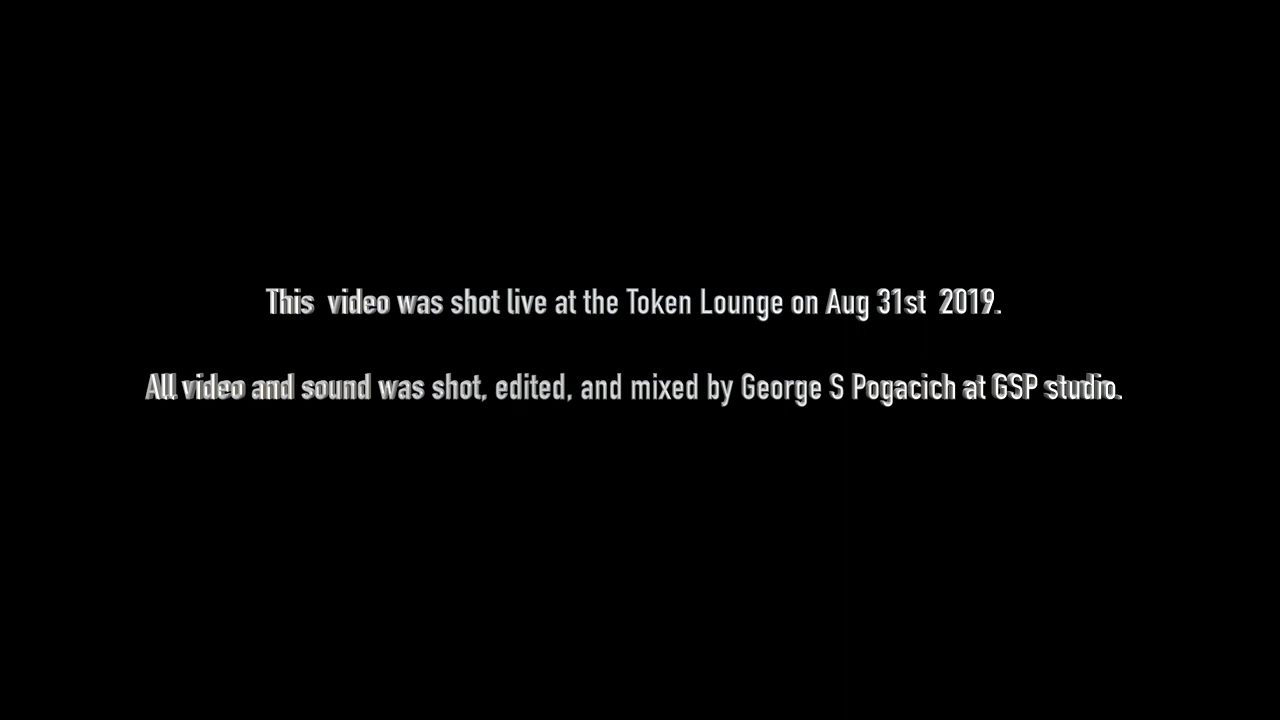 This video was shot live at the Token Lounge on Aug 31st 2019.
All video and sound was shot, edited, and mixed by George S Pogacich at GSP studio.